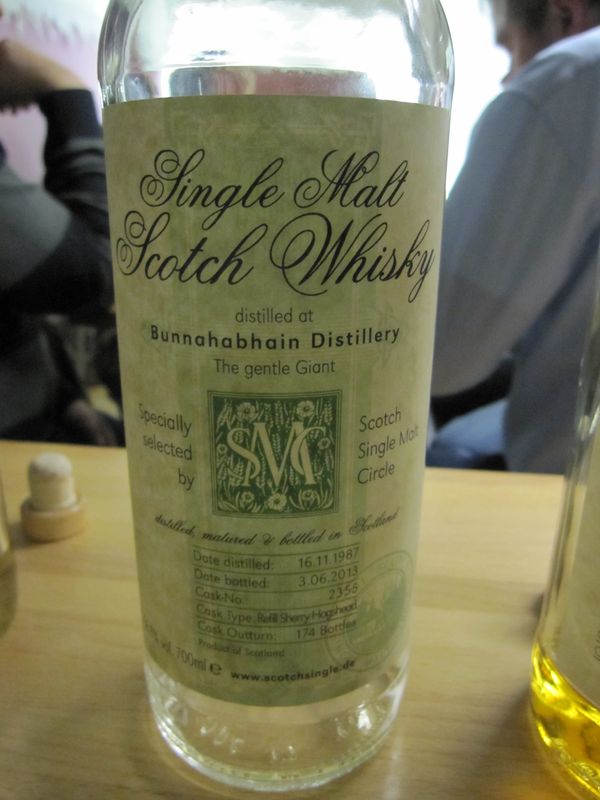 Single Malt
Scotch Whisky
distilled at
Bunnahabhain Distillery
The gentle Giant
Specially
selected
by
SMC
Scotch
Single Malt
Circle
distilled, matured & bottled in Scotland
Date distilled: 16.11.1987
Date bottled: 3.06.2013
Cask-No.: 2356
Cask Type: Refill Sherry Hogshead
Cask Outturn: 174 Bottles
Product of Scotland
vol. 700ml e www.scotchsingle.de